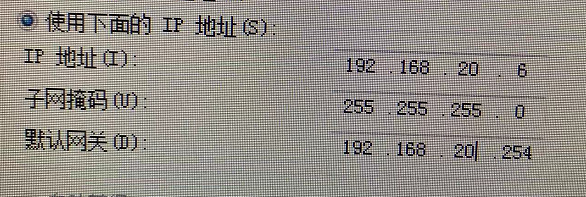 使用下面的 IP 地址(S):
IP 地址(I): 192 .168 . 20 . 6
子网掩码(U): 255 .255 .255 . 0
默认网关(D): 192 .168 . 20 .254